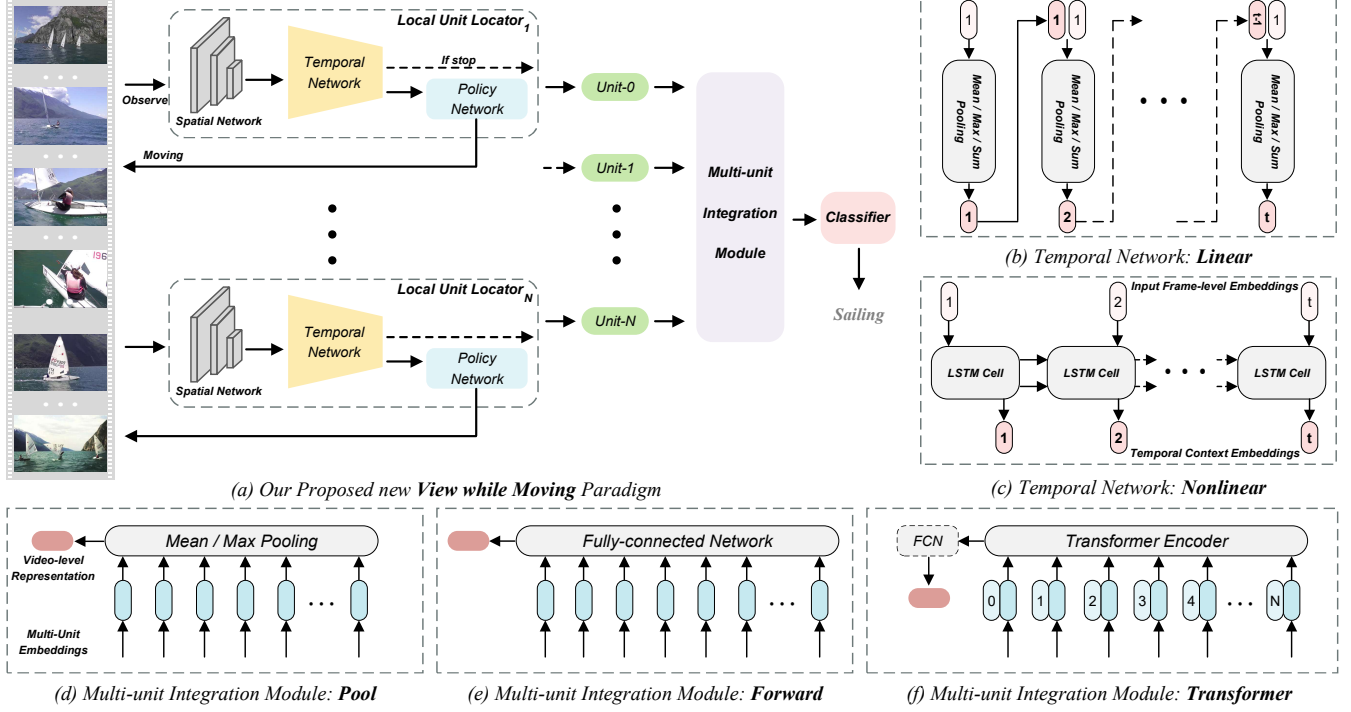 Local Unit Locator1
If stop
Temporal
Network
Policy
Network
Observe
Spatial Network
Moving
Unit-0
Unit-1
Multi-unit
Integration
Module
Classifier
Sailing
196
Local Unit LocatorN
Temporal
Network
Policy
Network
Spatial Network
Unit-N
(a) Our Proposed new View while Moving Paradigm
1
1 1
t-1 1
Mean / Max / Sum
Pooling
Mean / Max / Sum
Pooling
Mean / Max / Sum
Pooling
1
2
t
(b) Temporal Network: Linear
Input Frame-level Embeddings
1
2
t
LSTM Cell
LSTM Cell
LSTM Cell
1
2
t
Temporal Context Embeddings
(c) Temporal Network: Nonlinear
Mean / Max Pooling
Video-level
Representation
Multi-Unit
Embeddings
(d) Multi-unit Integration Module: Pool
Fully-connected Network
(e) Multi-unit Integration Module: Forward
FCN
Transformer Encoder
0 1 2 3 4 N
(f) Multi-unit Integration Module: Transformer